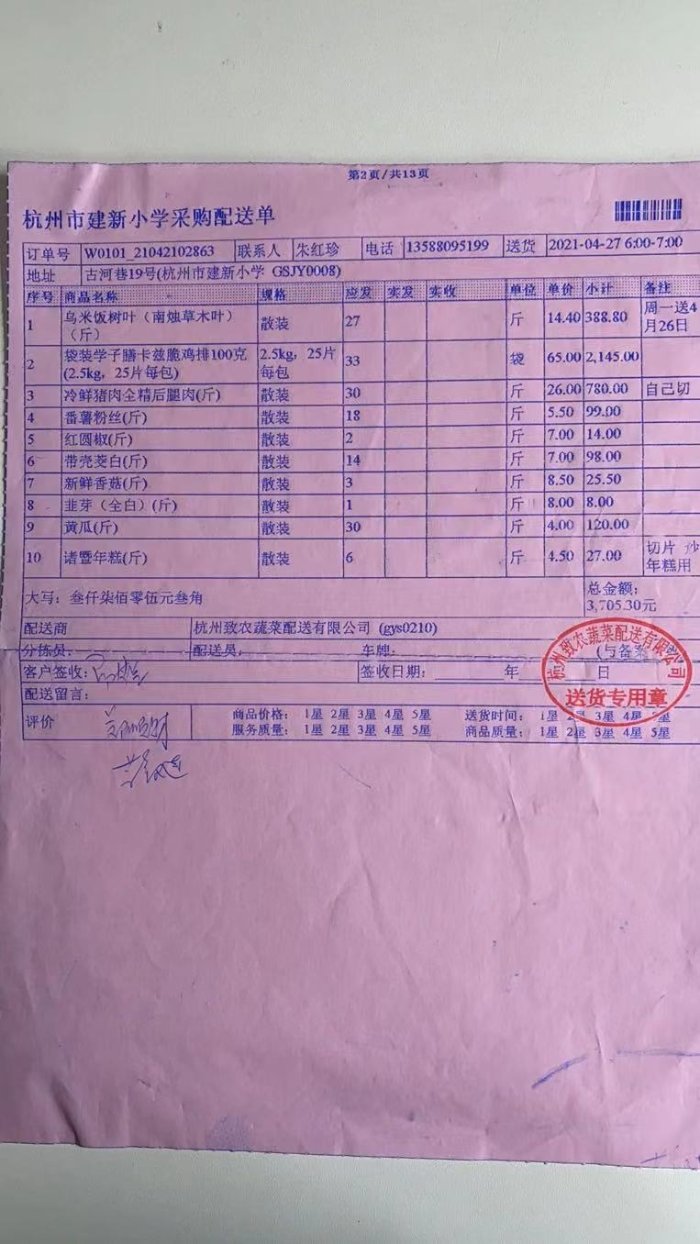 第2页/共13页
杭州市建新小学采购配送单
订单号 W0101_21042102863 联系人 朱红珍 电话 13588095199 送货 2021-04-27 6:00-7:00
地址 古河巷19号(杭州市建新小学 GSJY0008)
序号 商品名称 规格 应发 实发 实收 单位 单价 小计 备注
1 乌米饭树叶（南烛草木叶）（斤） 散装 27 斤 14.40 388.80 周一送4月26日
2 袋装学子膳卡兹脆鸡排100克(2.5kg，25片每包) 2.5kg，25片每包 33 袋 65.00 2,145.00
3 冷鲜猪肉全精后腿肉(斤) 散装 30 斤 26.00 780.00 自己切
4 番薯粉丝(斤) 散装 18 斤 5.50 99.00
5 红圆椒(斤) 散装 2 斤 7.00 14.00
6 带壳茭白(斤) 散装 14 斤 7.00 98.00
7 新鲜香菇(斤) 散装 3 斤 8.50 25.50
8 韭芽（全白）(斤) 散装 1 斤 8.00 8.00
9 黄瓜(斤) 散装 30 斤 4.00 120.00
10 诸暨年糕(斤) 散装 6 斤 4.50 27.00 切片 炒年糕用
大写：叁仟柒佰零伍元叁角 总金额：3,705.30元
配送商 杭州致农蔬菜配送有限公司 (gys0210)
分拣员： 配送员： 车牌： (与备案
客户签收： 签收日期： 年 日
杭州致农蔬菜配送有限公司
送货专用章
配送留言：
评价 商品价格： 1星 2星 3星 4星 5星 送货时间： 1星 2星 3星 4星 5星
服务质量： 1星 2星 3星 4星 5星 商品质量： 1星 2星 3星 4星 5星